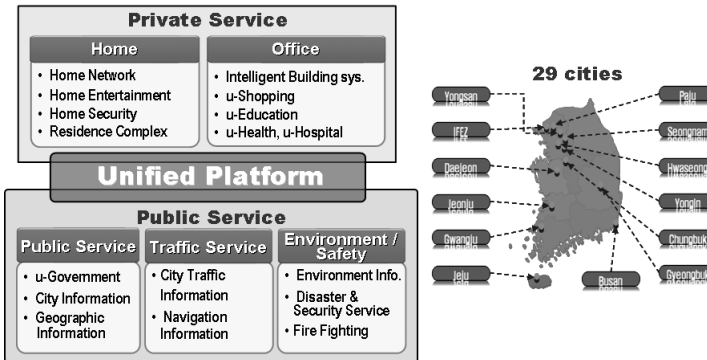 Private Service
Home
• Home Network
• Home Entertainment
• Home Security
• Residence Complex
Office
• Intelligent Building sys.
• u-Shopping
• u-Education
• u-Health, u-Hospital
Unified Platform
Public Service
Public Service
• u-Government
• City Information
• Geographic
Information
Traffic Service
• City Traffic
Information
• Navigation
Information
Environment /
Safety
• Environment Info.
• Disaster &
Security Service
• Fire Fighting
29 cities
Yongsan
IFEZ
Daejeon
Jeonju
Gwangju
Jeju
Busan
Paju
Seongnam
Hwaseong
Yongin
Chungbuk
Gyeongbuk